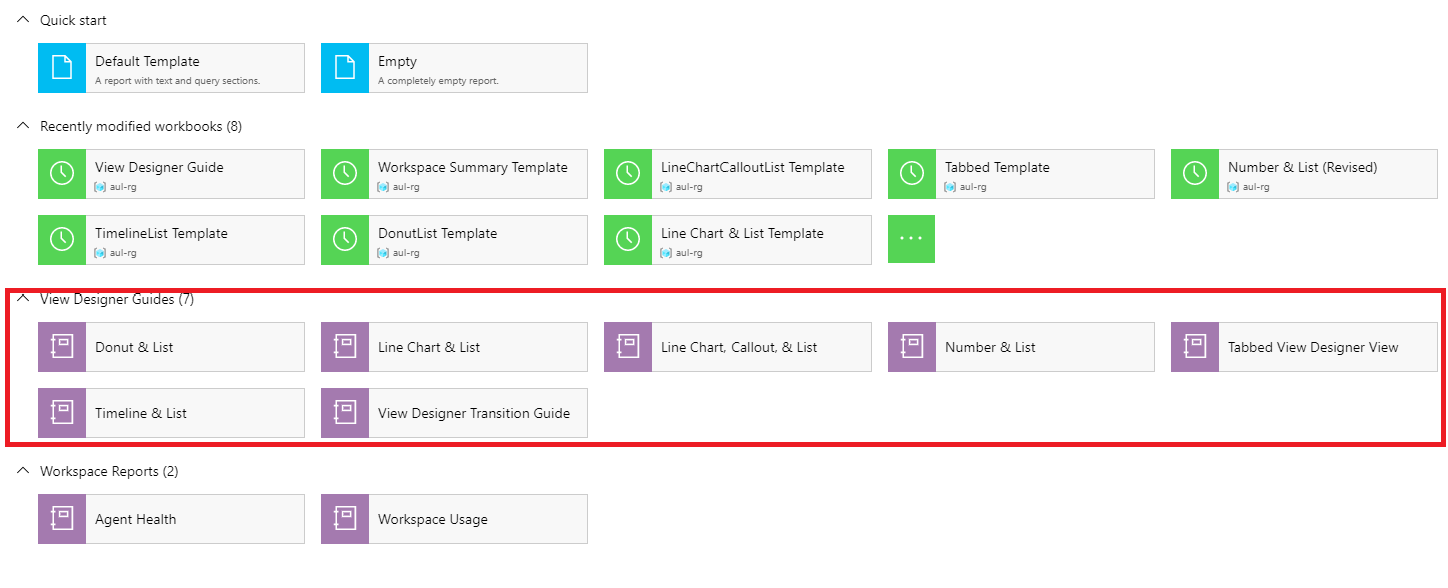 Quick start
Default Template
A report with text and query sections.
Empty
A completely empty report.
Recently modified workbooks (8)
View Designer Guide
aul-rg
Workspace Summary Template
aul-rg
LineChartCalloutList Template
aul-rg
Tabbed Template
aul-rg
Number & List (Revised)
aul-rg
TimelineList Template
aul-rg
DonutList Template
aul-rg
Line Chart & List Template
aul-rg
View Designer Guides (7)
Donut & List
Line Chart & List
Line Chart, Callout, & List
Number & List
Tabbed View Designer View
Timeline & List
View Designer Transition Guide
Workspace Reports (2)
Agent Health
Workspace Usage